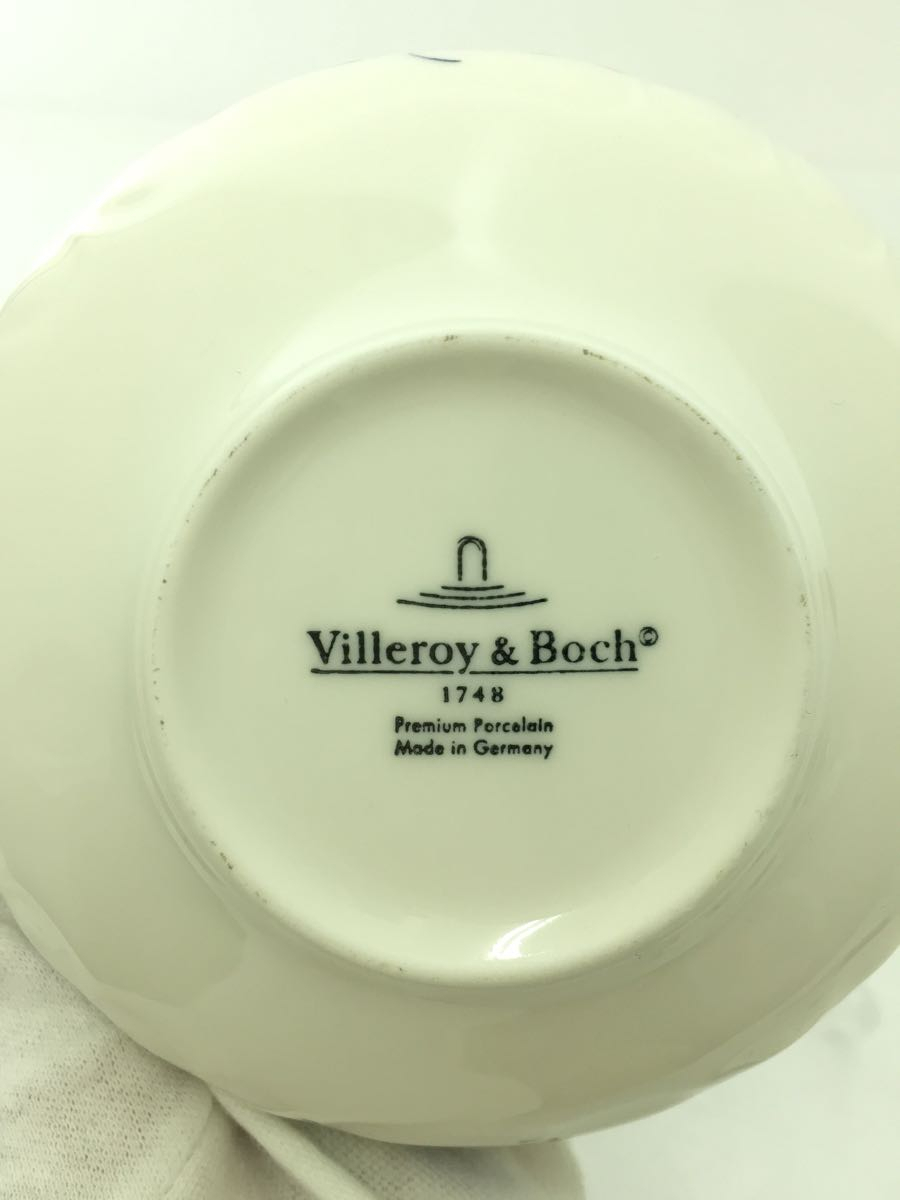 Villeroy & Boch©
1748
Premium Porcelain
Made in Germany